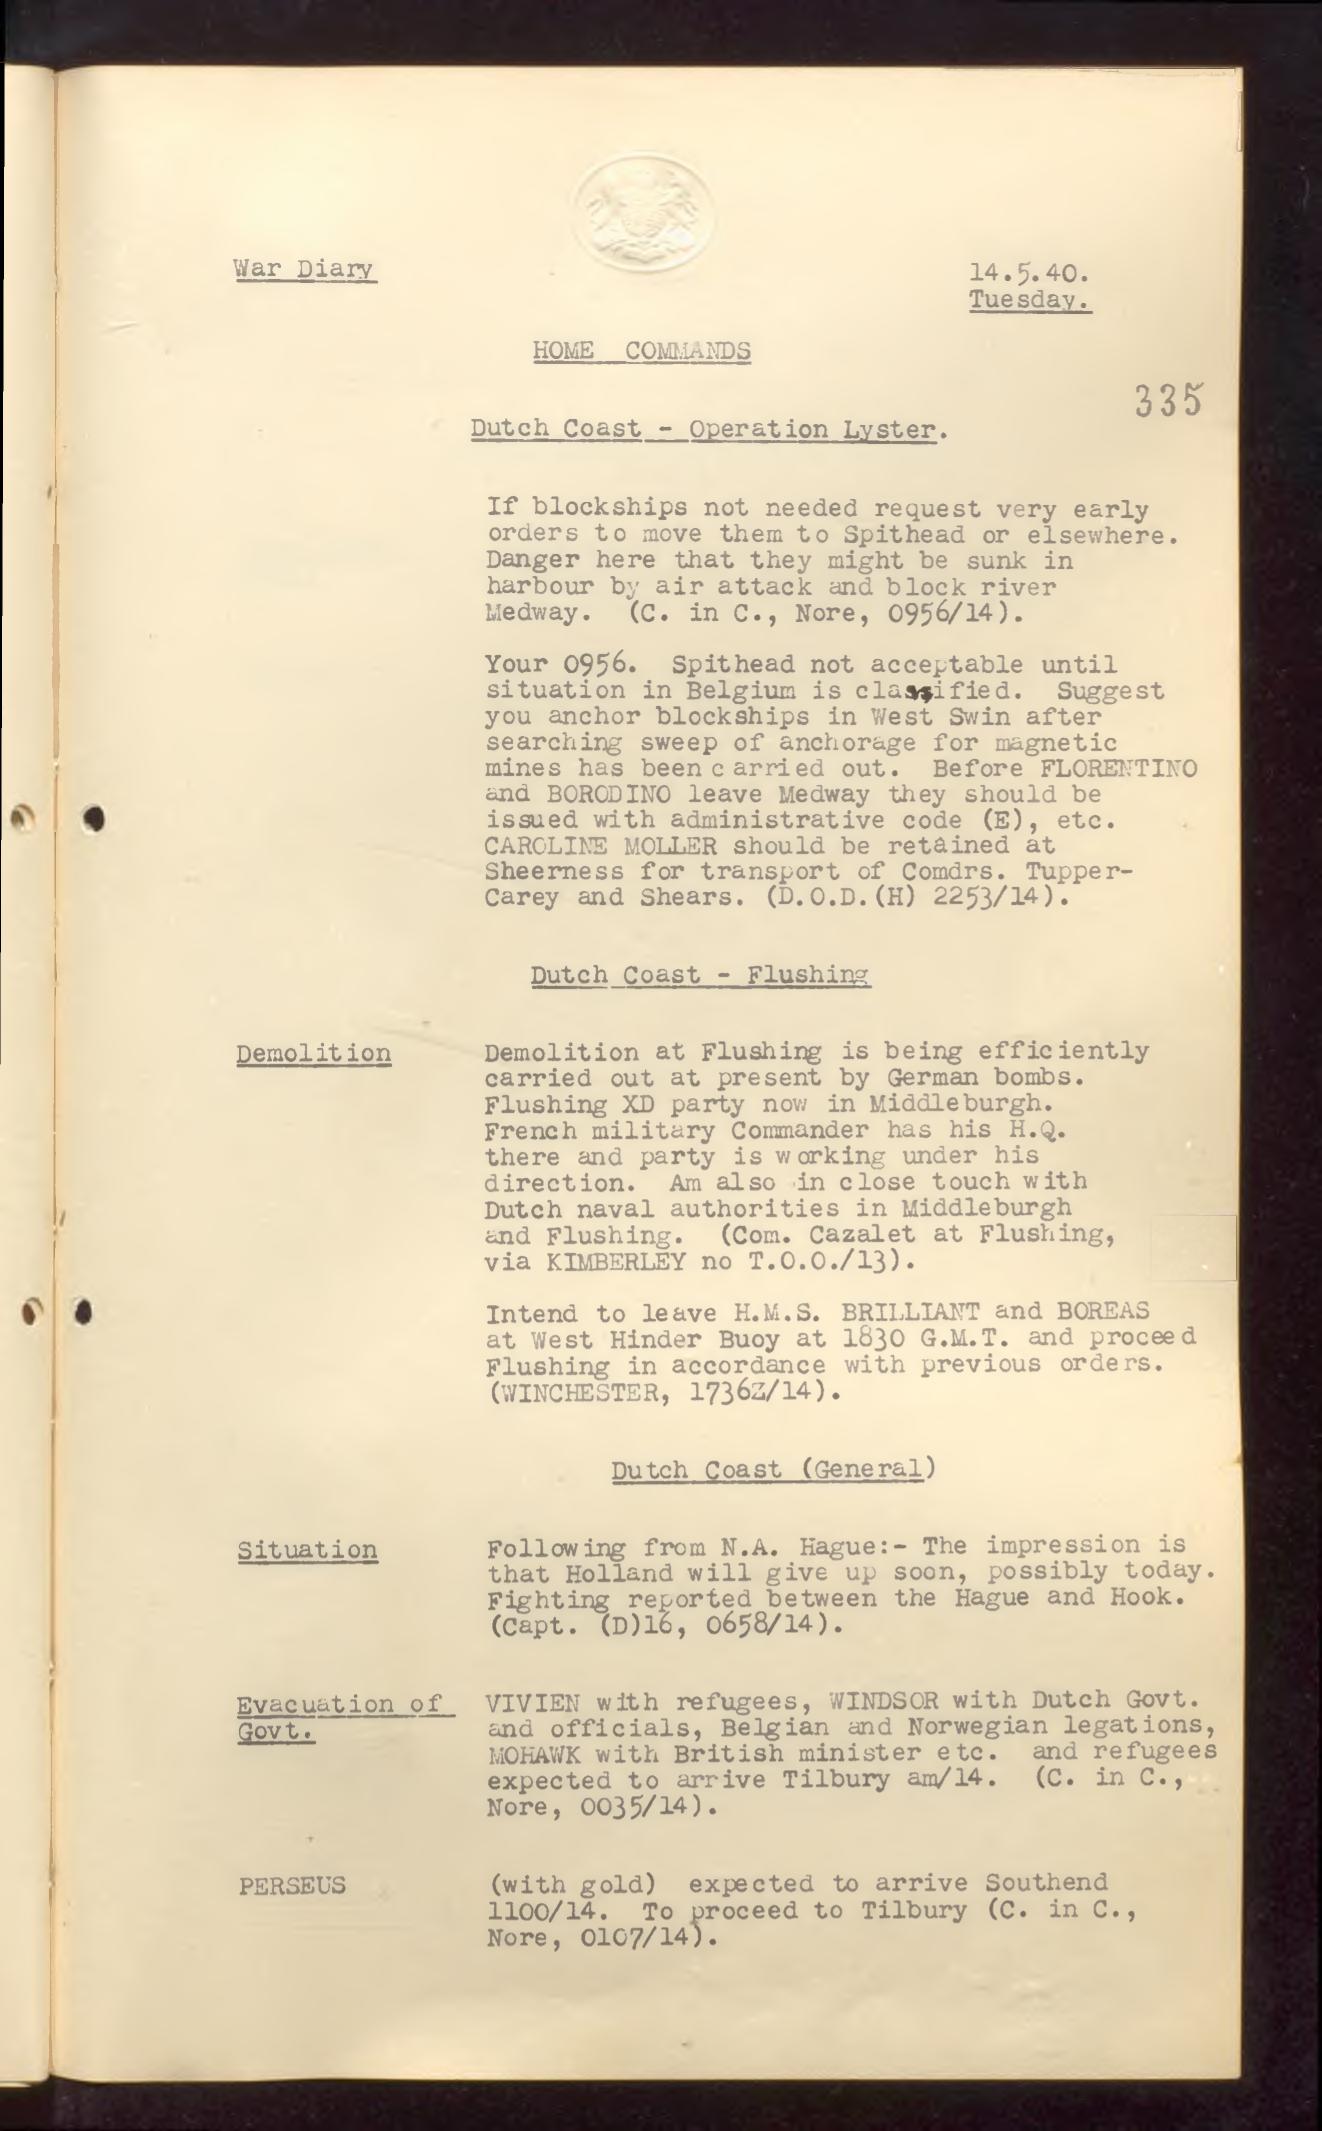 War Diary
14.5.40.
Tuesday.
HOME COMMANDS
335
Dutch Coast - Operation Lyster.
If blockships not needed request very early
orders to move them to Spithead or elsewhere.
Danger here that they might be sunk in
harbour by air attack and block river
Medway. (C. in C., Nore, 0956/14).
Your 0956. Spithead not acceptable until
situation in Belgium is classified. Suggest
you anchor blockships in West Swin after
searching sweep of anchorage for magnetic
mines has been carried out. Before FLORENTINO
and BORODINO leave Medway they should be
issued with administrative code (E), etc.
CAROLINE MOLLER should be retained at
Sheerness for transport of Comdrs. Tupper-
Carey and Shears. (D.O.D.(H) 2253/14).
Dutch Coast - Flushing
Demolition
Demolition at Flushing is being efficiently
carried out at present by German bombs.
Flushing XD party now in Middleburgh.
French military Commander has his H.Q.
there and party is working under his
direction. Am also in close touch with
Dutch naval authorities in Middleburgh
and Flushing. (Com. Cazalet at Flushing,
via KIMBERLEY no T.O.O./13).
Intend to leave H.M.S. BRILLIANT and BOREAS
at West Hinder Buoy at 1830 G.M.T. and proceed
Flushing in accordance with previous orders.
(WINCHESTER, 1736Z/14).
Dutch Coast (General)
Situation
Following from N.A. Hague:- The impression is
that Holland will give up soon, possibly today.
Fighting reported between the Hague and Hook.
(Capt. (D)16, 0658/14).
Evacuation of
Govt.
VIVIEN with refugees, WINDSOR with Dutch Govt.
and officials, Belgian and Norwegian legations,
MOHAWK with British minister etc. and refugees
expected to arrive Tilbury am/14. (C. in C.,
Nore, 0035/14).
PERSEUS
(with gold) expected to arrive Southend
1100/14. To proceed to Tilbury (C. in C.,
Nore, 0107/14).